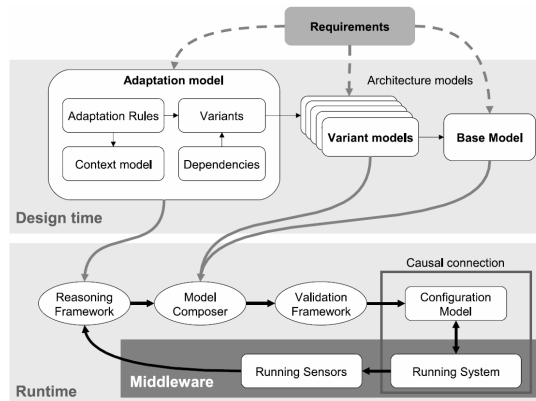 Requirements
Adaptation model
Architecture models
Adaptation Rules
Variants
Context model
Dependencies
Variant models
Base Model
Design time
Causal connection
Reasoning
Framework
Model
Composer
Validation
Framework
Configuration
Model
Running Sensors
Running System
Middleware
Runtime